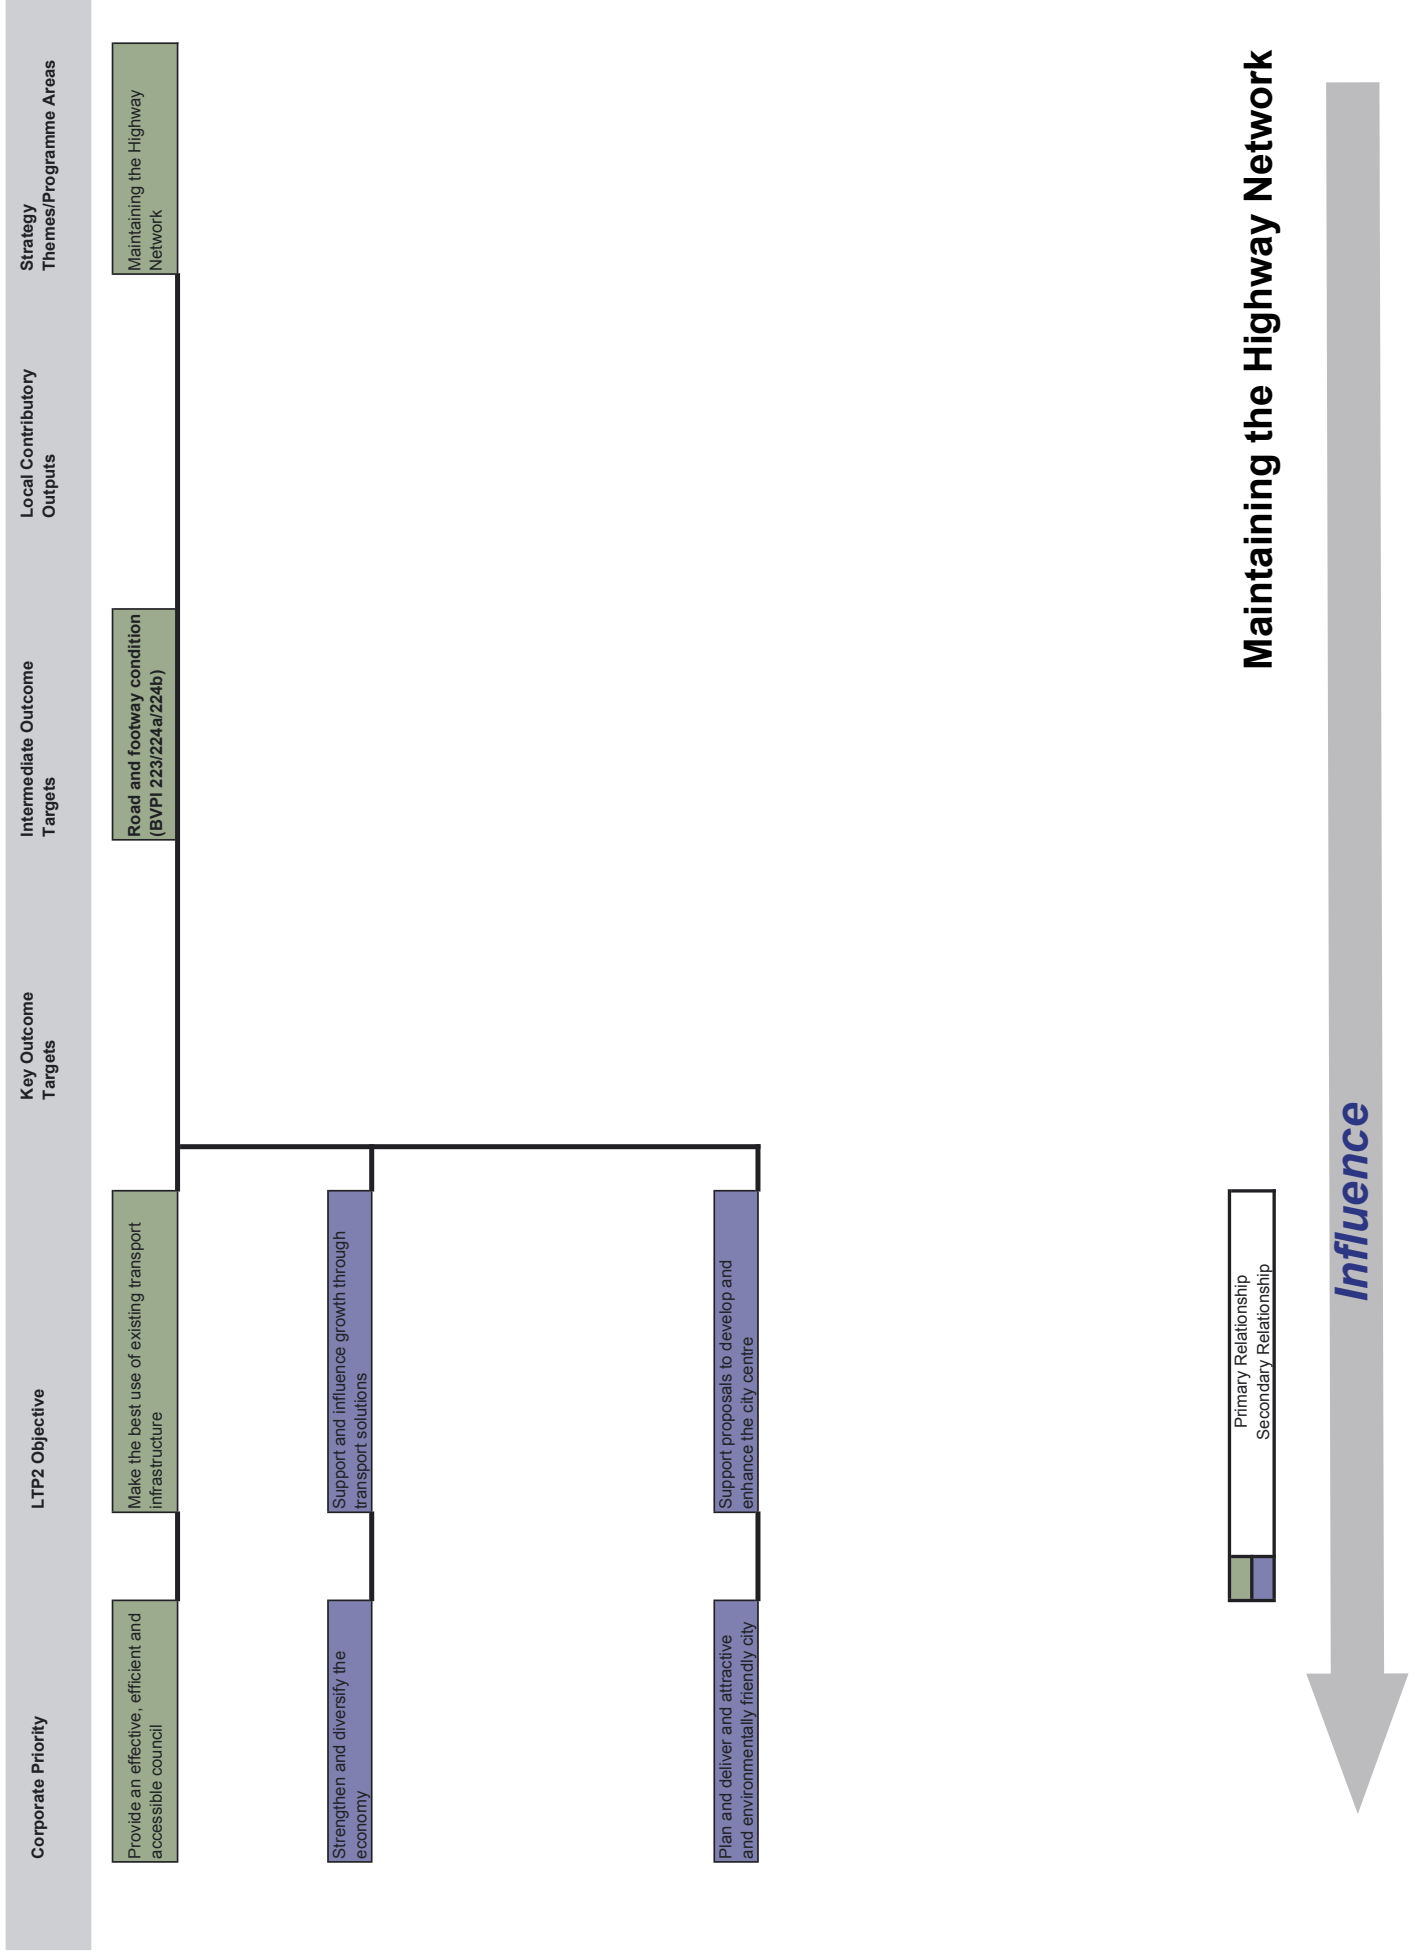 Corporate Priority
LTP2 Objective
Key Outcome
Targets
Intermediate Outcome
Targets
Local Contributory
Outputs
Strategy
Themes/Programme Areas
Provide an effective, efficient and
accessible council
Make the best use of existing transport
infrastructure
Road and footway condition
(BVPI 223/224a/224b)
Maintaining the Highway
Network
Strengthen and diversify the
economy
Support and influence growth through
transport solutions
Plan and deliver and attractive
and environmentally friendly city
Support proposals to develop and
enhance the city centre
Primary Relationship
Secondary Relationship
Maintaining the Highway Network
Influence